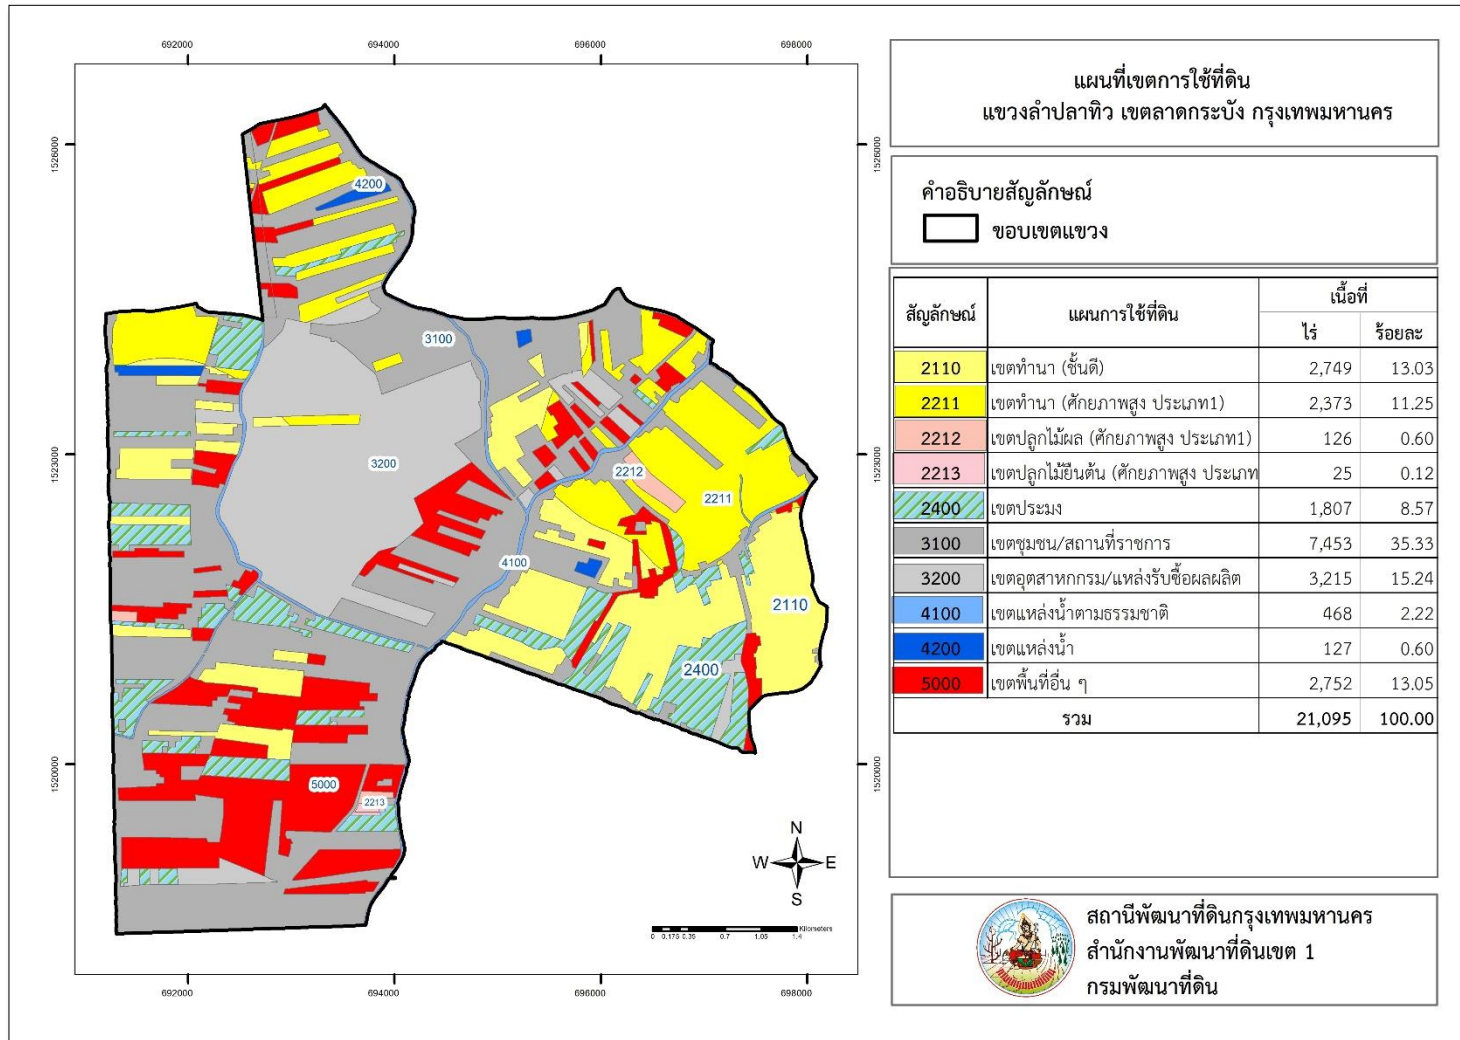 แผนที่เขตการใช้ที่ดิน
แขวงลำปลาทิว เขตลาดกระบัง กรุงเทพมหานคร
คำอธิบายสัญลักษณ์
ขอบเขตแขวง
สัญลักษณ์ แผนการใช้ที่ดิน เนื้อที่
ไร่ ร้อยละ
2110 เขตทำนา (ชั้นดี) 2,749 13.03
2211 เขตทำนา (ศักยภาพสูง ประเภท1) 2,373 11.25
2212 เขตปลูกไม้ผล (ศักยภาพสูง ประเภท1) 126 0.60
2213 เขตปลูกไม้ยืนต้น (ศักยภาพสูง ประเภท 25 0.12
2400 เขตประมง 1,807 8.57
3100 เขตชุมชน/สถานที่ราชการ 7,453 35.33
3200 เขตอุตสาหกรรม/แหล่งรับซื้อผลผลิต 3,215 15.24
4100 เขตแหล่งน้ำตามธรรมชาติ 468 2.22
4200 เขตแหล่งน้ำ 127 0.60
5000 เขตพื้นที่อื่น ๆ 2,752 13.05
รวม 21,095 100.00
สถานีพัฒนาที่ดินกรุงเทพมหานคร
สำนักงานพัฒนาที่ดินเขต 1
กรมพัฒนาที่ดิน
692000 694000 696000 698000
1526000 1526000
1523000 1523000
1520000 1520000
692000 694000 696000 698000
4200
3100
3200
2212
2211
4100
2110
2400
5000
2213
N
W E
S
Kilometers
0 0.175 0.35 0.7 1.05 1.4